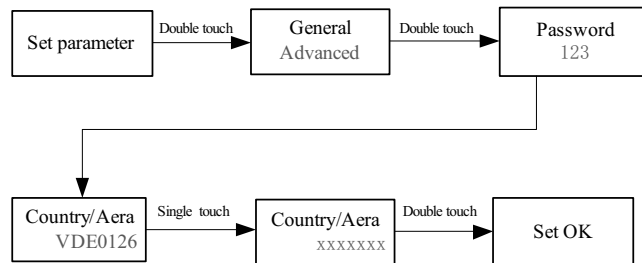 Set parameter
Double touch
General
Advanced
Double touch
Password
123
Country/Aera
VDE0126
Single touch
Country/Aera
xxxxxxx
Double touch
Set OK